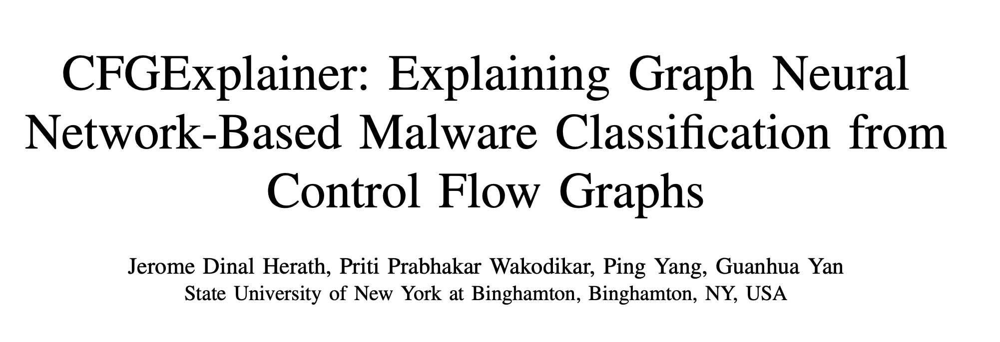 CFGExplainer: Explaining Graph Neural
Network-Based Malware Classification from
Control Flow Graphs
Jerome Dinal Herath, Priti Prabhakar Wakodikar, Ping Yang, Guanhua Yan
State University of New York at Binghamton, Binghamton, NY, USA